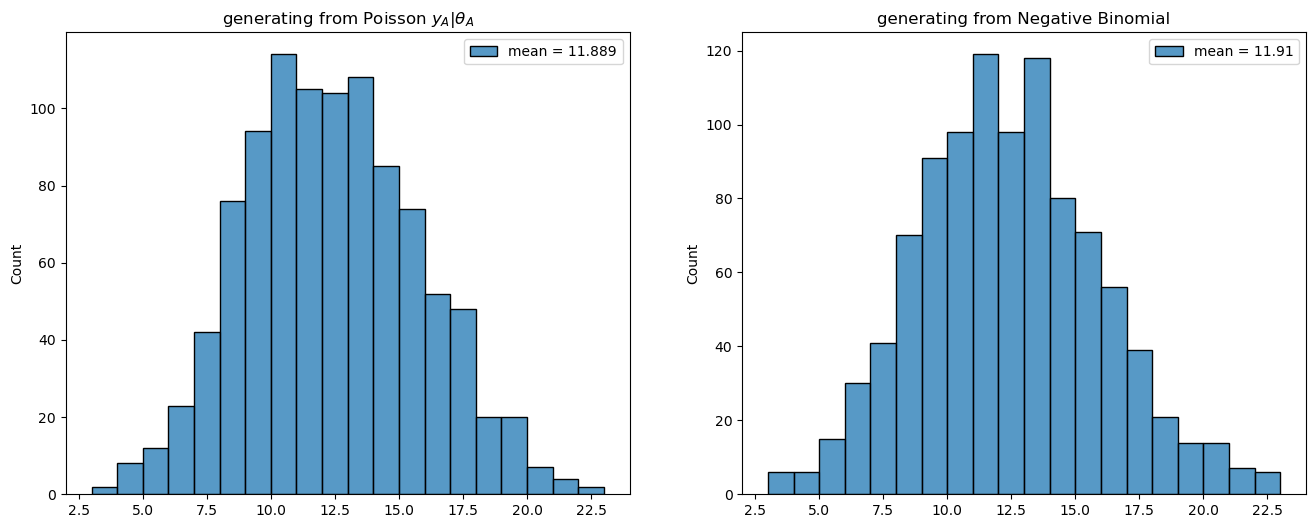 generating from Poisson $y_A|\theta_A$
mean = 11.889
Count
100
80
60
40
20
0
2.5 5.0 7.5 10.0 12.5 15.0 17.5 20.0 22.5
generating from Negative Binomial
mean = 11.91
Count
120
100
80
60
40
20
0
2.5 5.0 7.5 10.0 12.5 15.0 17.5 20.0 22.5